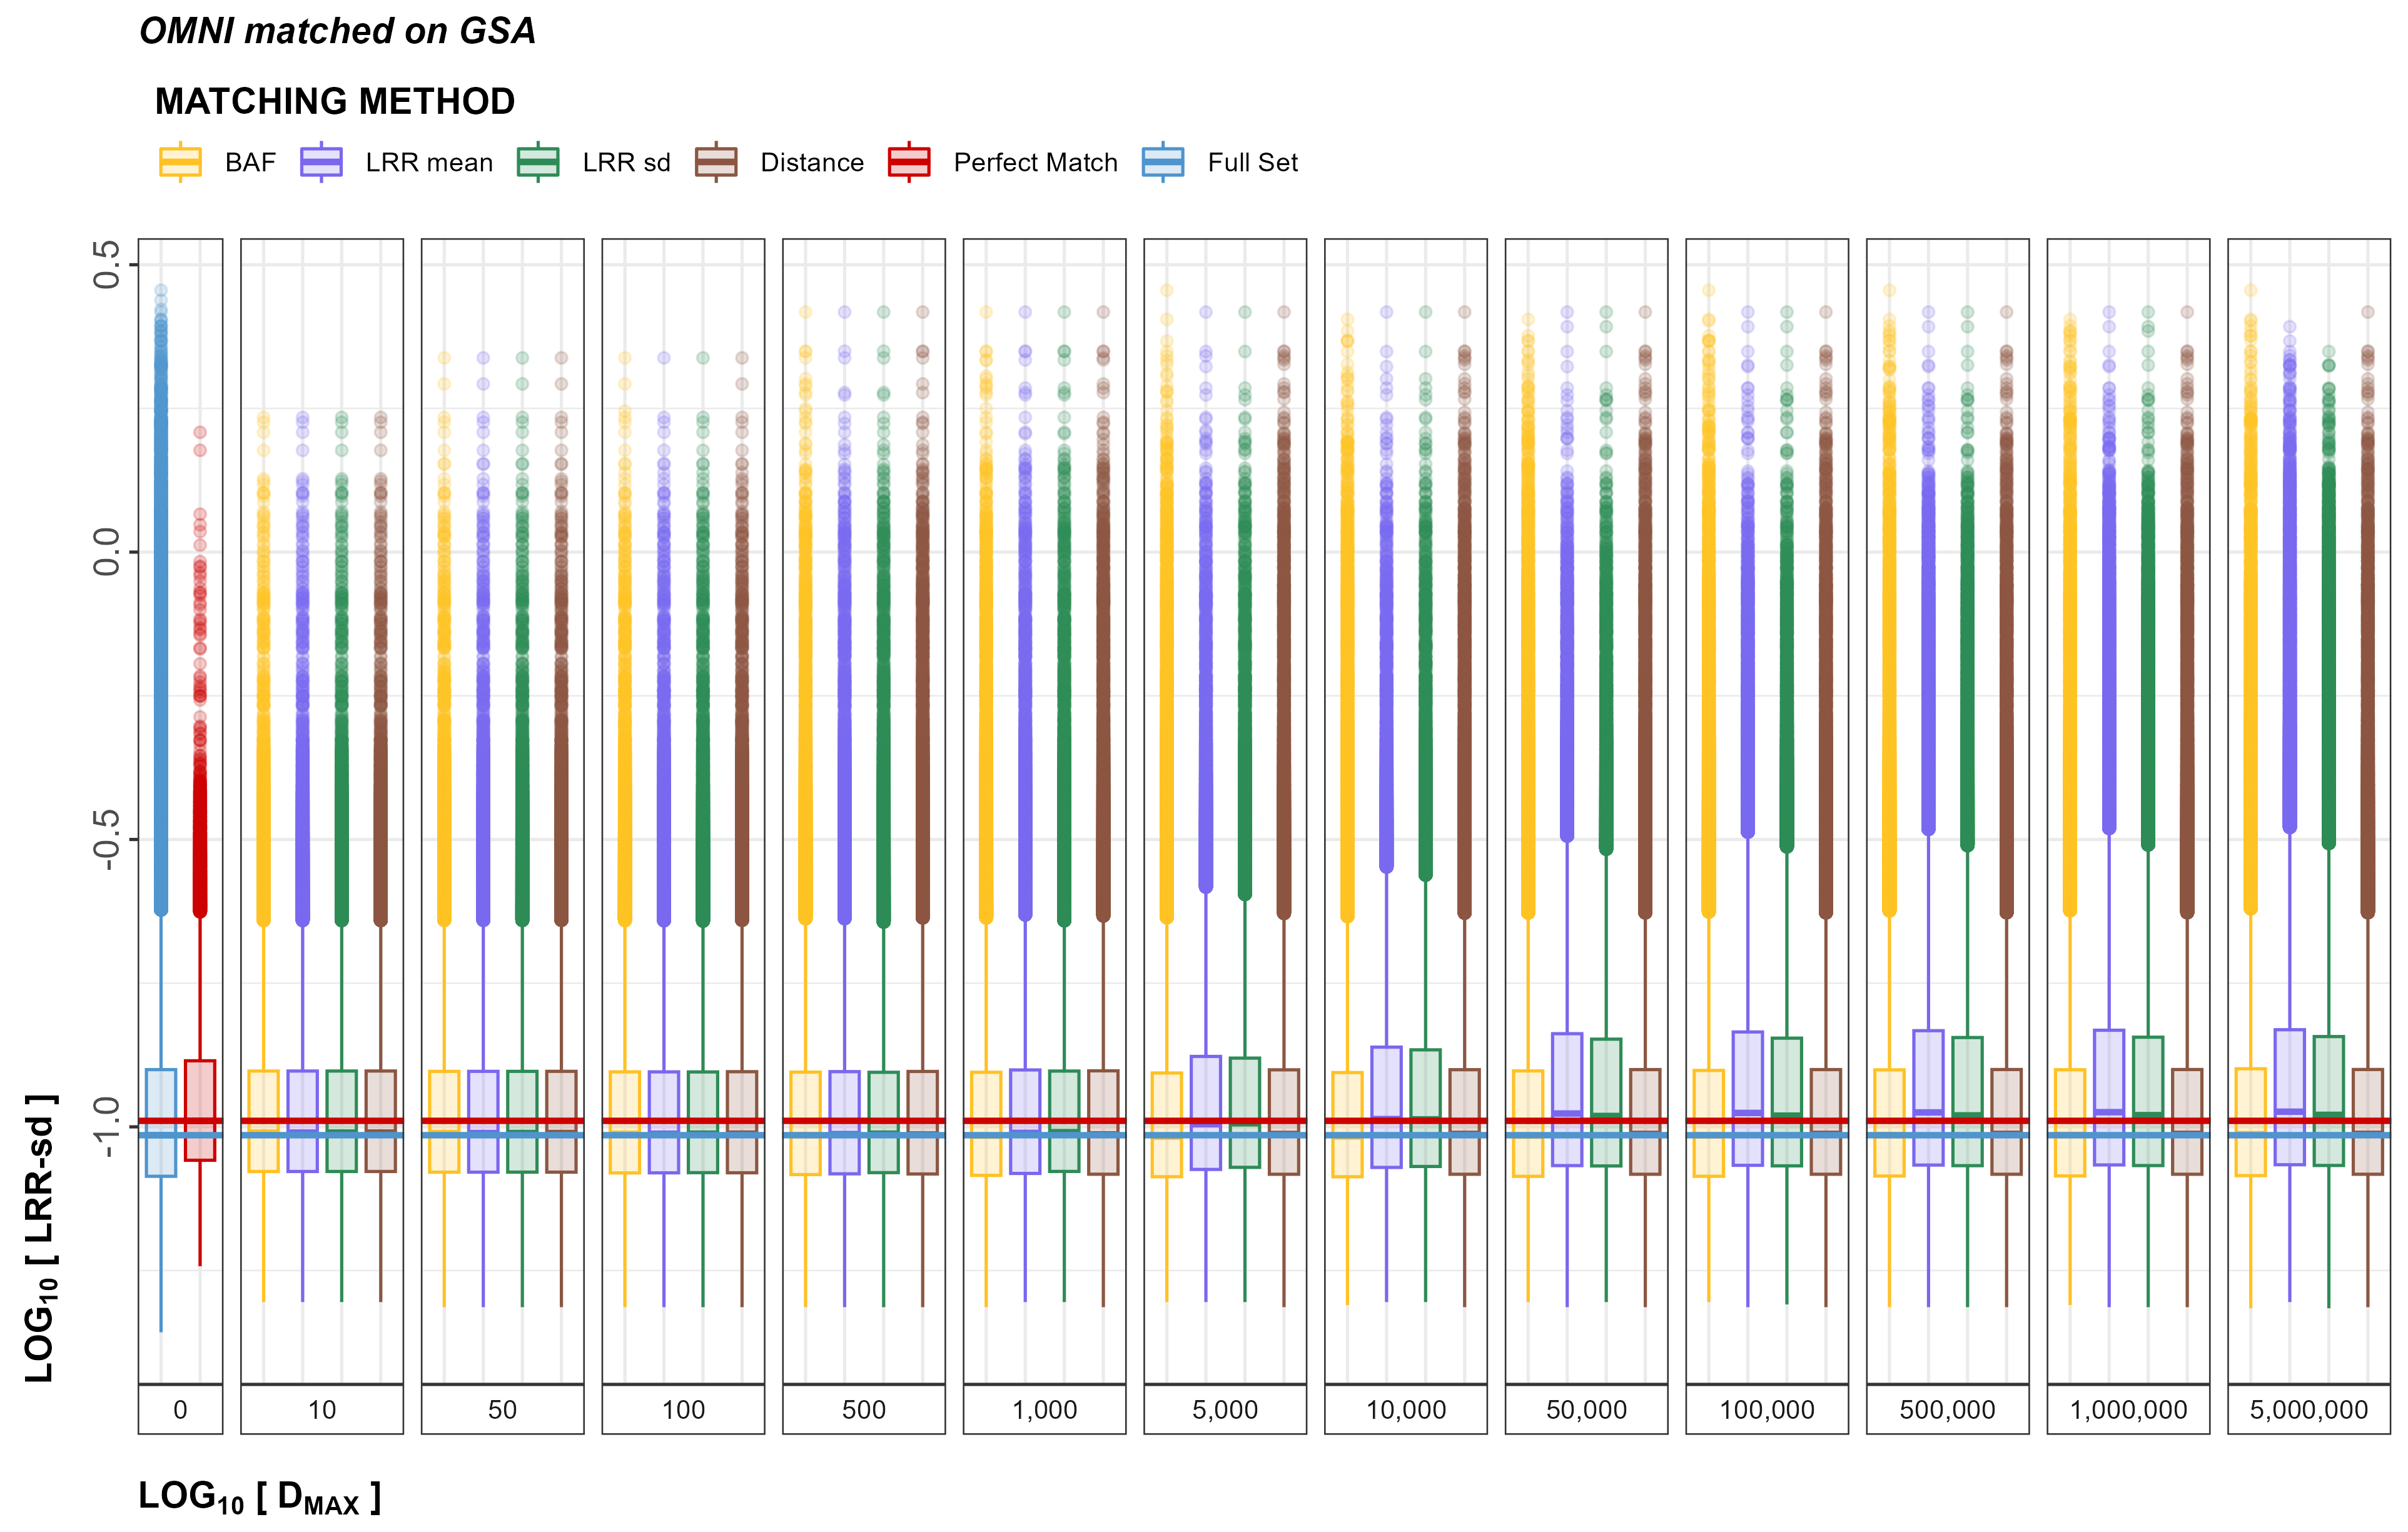 OMNI matched on GSA
MATCHING METHOD
BAF LRR mean LRR sd Distance Perfect Match Full Set
0.5
0.0
-0.5
-1.0
LOG10 [ LRR-sd ]
0 10 50 100 500 1,000 5,000 10,000 50,000 100,000 500,000 1,000,000 5,000,000
LOG10 [ DMAX ]